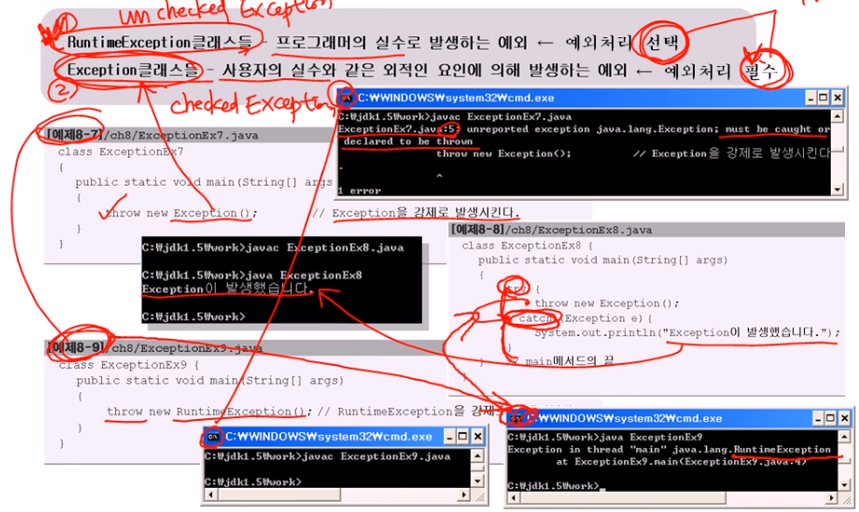 unchecked Exception
RuntimeException클래스들 - 프로그래머의 실수로 발생하는 예외 ← 예외처리 선택
Exception클래스들 - 사용자의 실수와 같은 외적인 요인에 의해 발생하는 예외 ← 예외처리 필수
checked Exception
C:₩WINDOWS₩system32₩cmd.exe
C:₩jdk1.5₩work>javac ExceptionEx7.java
ExceptionEx7.java:5: unreported exception java.lang.Exception; must be caught or
declared to be thrown
throw new Exception(); // Exception을 강제로 발생시킨다
.
^
1 error
[예제8-7]/ch8/ExceptionEx7.java
class ExceptionEx7
{
public static void main(String[] args
{
throw new Exception(); // Exception을 강제로 발생시킨다.
}
}
C:₩jdk1.5₩work>javac ExceptionEx8.java
C:₩jdk1.5₩work>java ExceptionEx8
Exception이 발생했습니다.
C:₩jdk1.5₩work>
[예제8-8]/ch8/ExceptionEx8.java
class ExceptionEx8 {
public static void main(String[] args)
{
try {
throw new Exception();
catch (Exception e){
System.out.println("Exception이 발생했습니다.");
}
} main메서드의 끝
}
[예제8-9]/ch8/ExceptionEx9.java
class ExceptionEx9 {
public static void main(String[] args)
{
throw new RuntimeException(); // RuntimeException을 강제
}
}
C:₩WINDOWS₩system32₩cmd.exe
C:₩jdk1.5₩work>javac ExceptionEx9.java
C:₩jdk1.5₩work>
C:₩WINDOWS₩system32₩cmd.exe
C:₩jdk1.5₩work>java ExceptionEx9
Exception in thread "main" java.lang.RuntimeException
at ExceptionEx9.main(ExceptionEx9.java:4)
C:₩jdk1.5₩work>_